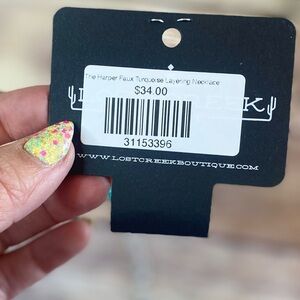 The Harper Faux Turquoise Layering Necklace
$34.00
31153396
WWW.LOSTCREEKBOUTIQUE.COM